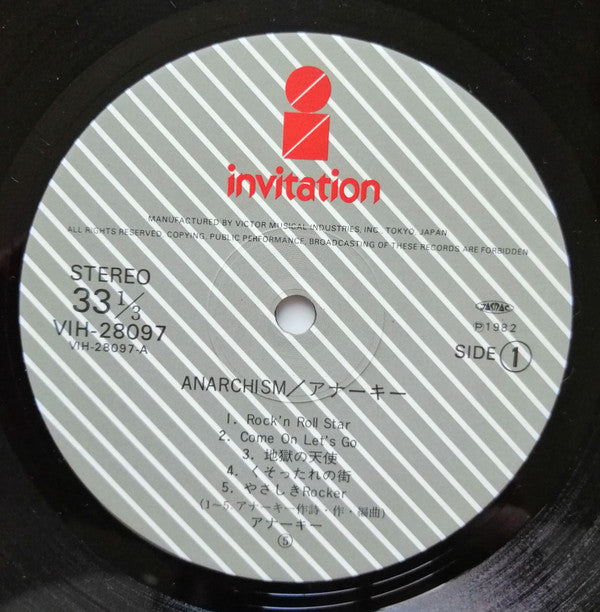 invitation
MANUFACTURED BY VICTOR MUSICAL INDUSTRIES, INC., TOKYO, JAPAN
ALL RIGHTS RESERVED. COPYING, PUBLIC PERFORMANCE, BROADCASTING OF THESE RECORDS ARE FORBIDDEN
STEREO
33 1/3
VIH-28097
VIH-28097-A
JASRAC
Ⓟ1982
SIDE 1
ANARCHISM/アナーキー
1. Rock'n Roll Star
2. Come On Let's Go
3. 地獄の天使
4. くそったれの街
5. やさしきRocker
(1~5. アナーキー作詩・作・編曲)
アナーキー
⑤